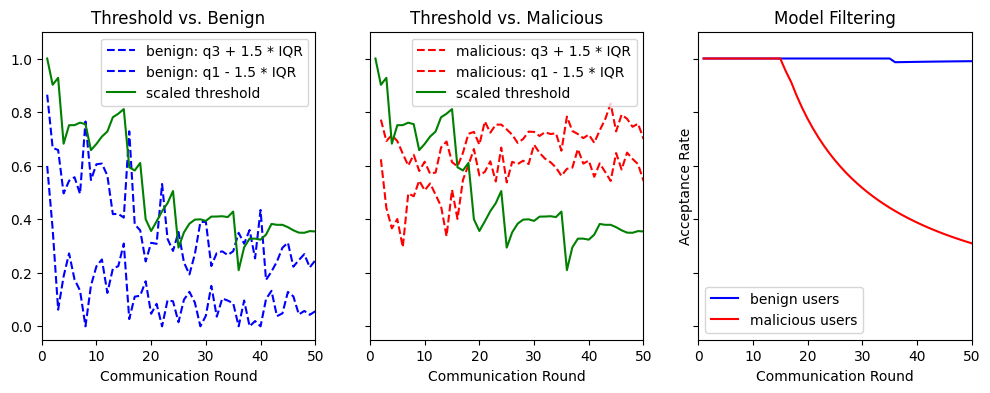 Threshold vs. Benign
benign: q3 + 1.5 * IQR
benign: q1 - 1.5 * IQR
scaled threshold
1.0
0.8
0.6
0.4
0.2
0.0
0 10 20 30 40 50
Communication Round
Threshold vs. Malicious
malicious: q3 + 1.5 * IQR
malicious: q1 - 1.5 * IQR
scaled threshold
0 10 20 30 40 50
Communication Round
Model Filtering
Acceptance Rate
benign users
malicious users
0 10 20 30 40 50
Communication Round